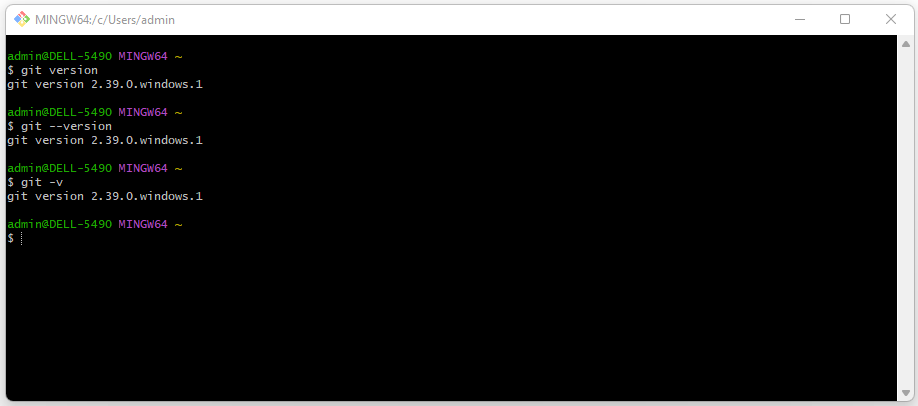 MINGW64:/c/Users/admin
admin@DELL-5490 MINGW64 ~
$ git version
git version 2.39.0.windows.1
admin@DELL-5490 MINGW64 ~
$ git --version
git version 2.39.0.windows.1
admin@DELL-5490 MINGW64 ~
$ git -v
git version 2.39.0.windows.1
admin@DELL-5490 MINGW64 ~
$